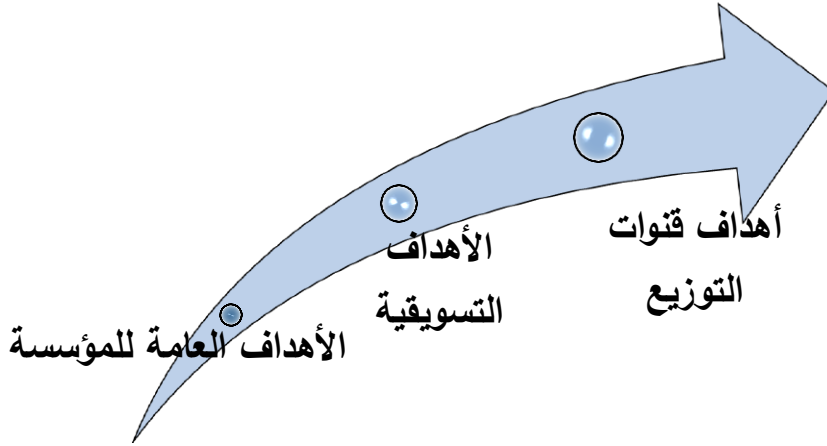 أهداف قنوات
التوزيع
الأهداف
التسويقية
الأهداف العامة للمؤسسة